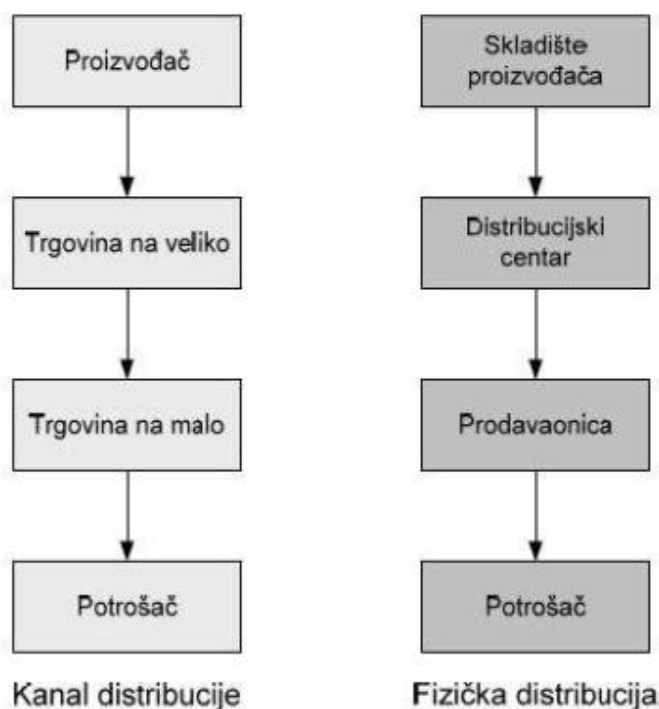 Proizvođač
Trgovina na veliko
Trgovina na malo
Potrošač
Kanal distribucije
Skladište
proizvođača
Distribucijski
centar
Prodavaonica
Potrošač
Fizička distribucija